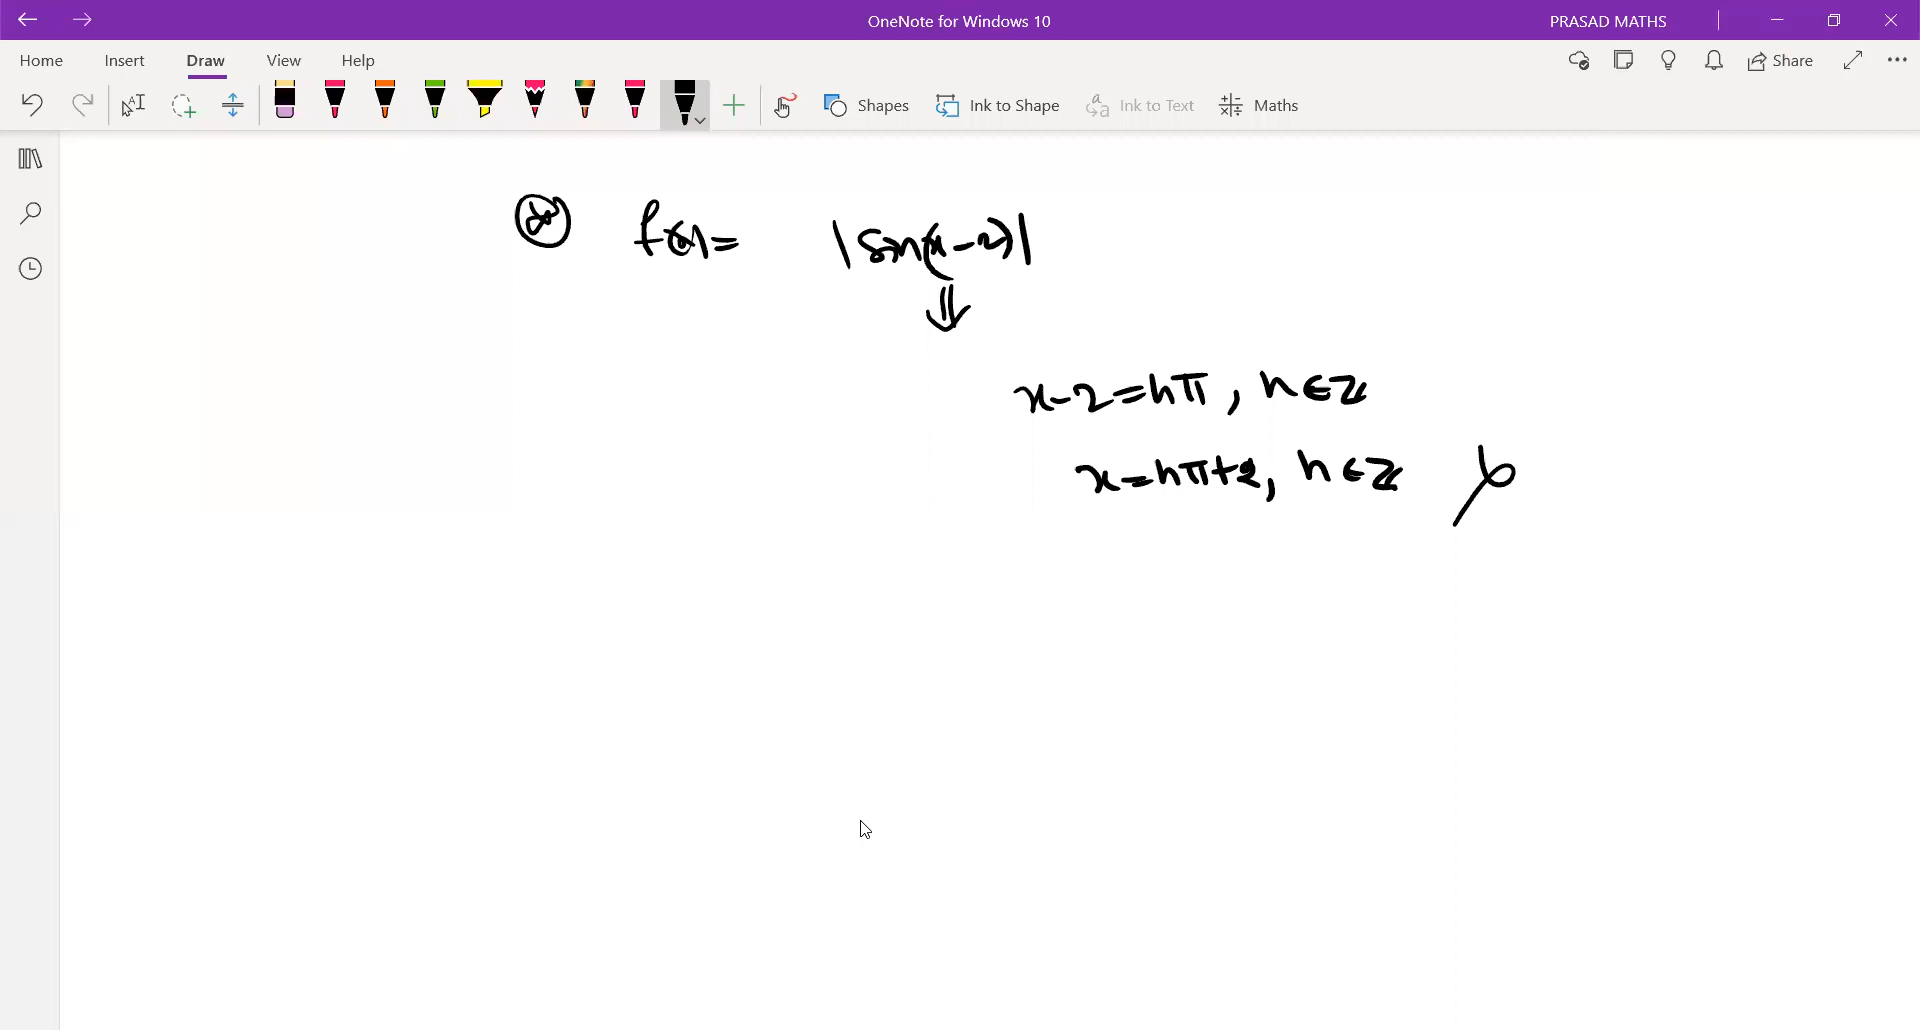 OneNote for Windows 10
PRASAD MATHS
Home Insert Draw View Help
Share
Shapes Ink to Shape Ink to Text Maths
f(x)= |sin(x-2)|
⇓
x-2=nπ, n∈ℤ
x=nπ+2, n∈ℤ